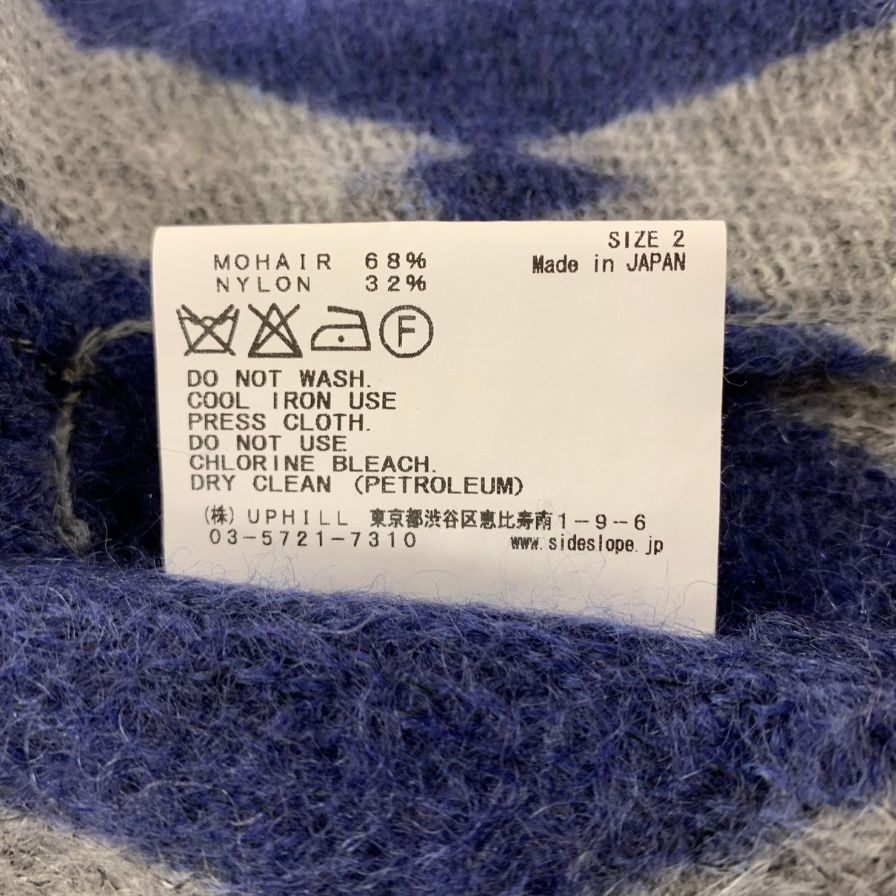 SIZE 2
MOHAIR 68% Made in JAPAN
NYLON 32%
F
DO NOT WASH.
COOL IRON USE
PRESS CLOTH.
DO NOT USE
CHLORINE BLEACH.
DRY CLEAN (PETROLEUM)
(株) UPHILL 東京都渋谷区恵比寿南1-9-6
03-5721-7310 www.sideslope.jp